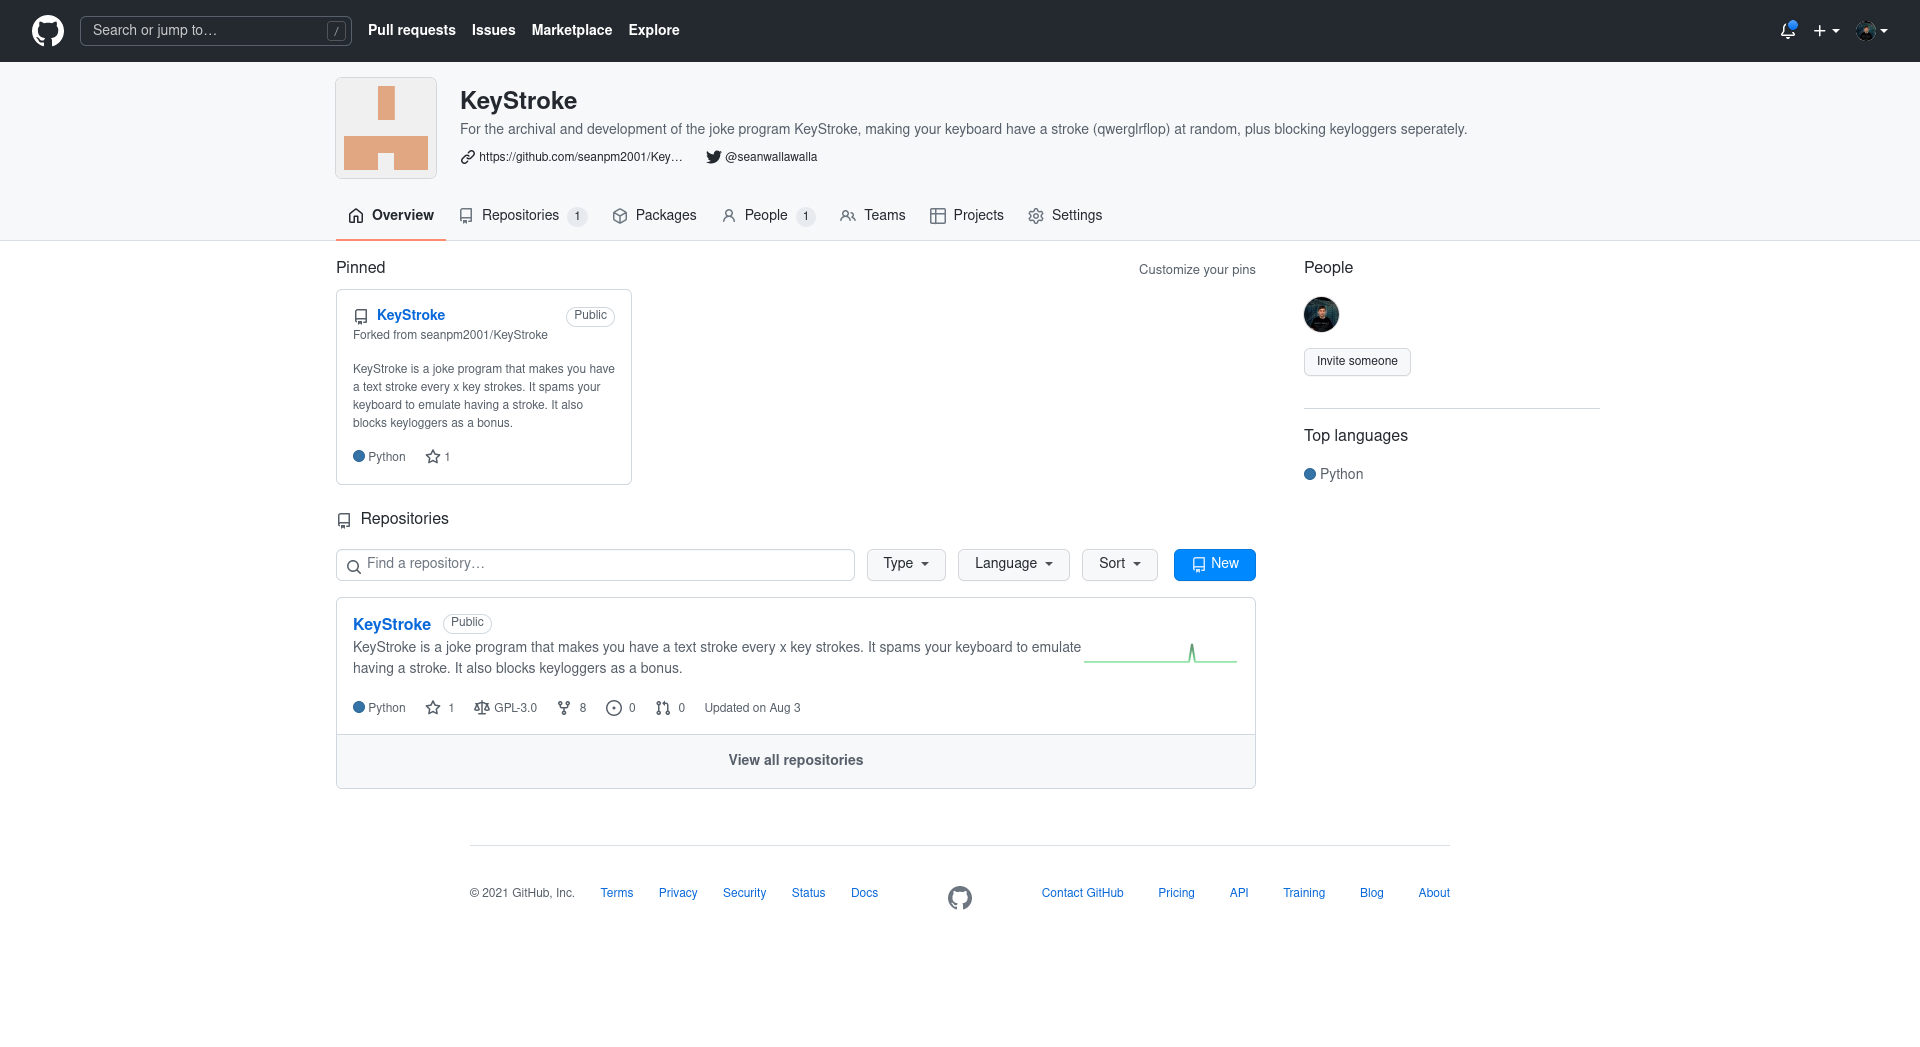 Search or jump to…
/
Pull requests
Issues
Marketplace
Explore
KeyStroke
For the archival and development of the joke program KeyStroke, making your keyboard have a stroke (qwerglrflop) at random, plus blocking keyloggers seperately.
https://github.com/seanpm2001/Key…
@seanwallawalla
Overview
Repositories 1
Packages
People 1
Teams
Projects
Settings
Pinned
Customize your pins
KeyStroke
Public
Forked from seanpm2001/KeyStroke
KeyStroke is a joke program that makes you have
a text stroke every x key strokes. It spams your
keyboard to emulate having a stroke. It also
blocks keyloggers as a bonus.
Python
1
People
Invite someone
Top languages
Python
Repositories
Find a repository…
Type
Language
Sort
New
KeyStroke
Public
KeyStroke is a joke program that makes you have a text stroke every x key strokes. It spams your keyboard to emulate
having a stroke. It also blocks keyloggers as a bonus.
Python
1
GPL-3.0
8
0
0
Updated on Aug 3
View all repositories
© 2021 GitHub, Inc.
Terms
Privacy
Security
Status
Docs
Contact GitHub
Pricing
API
Training
Blog
About